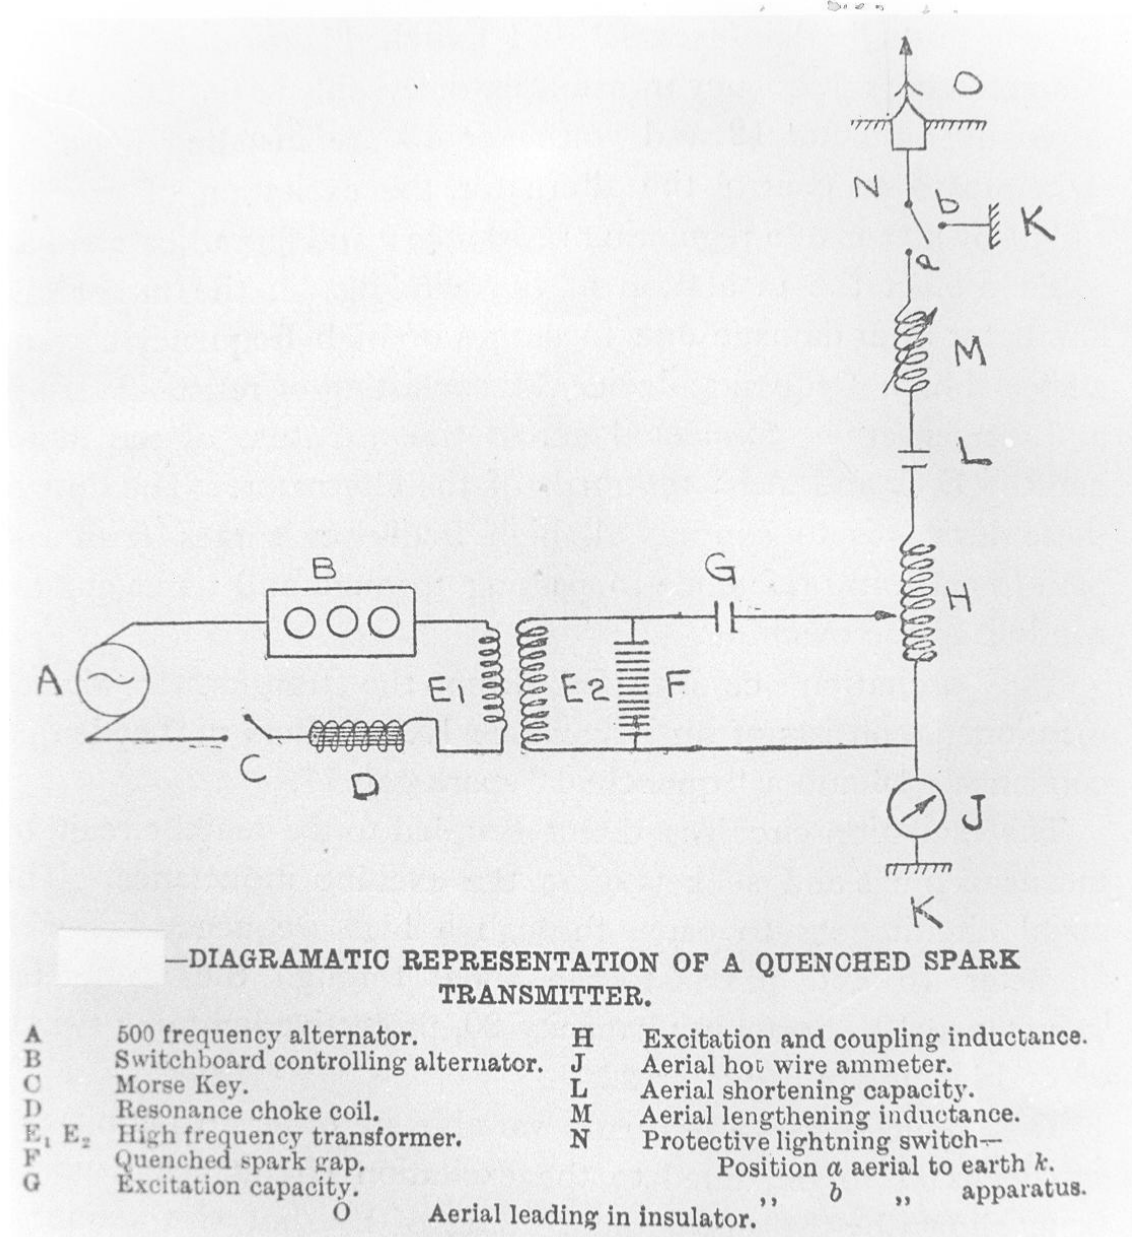 O
N
b
K
a
M
L
B
G
H
A
E1
E2
F
C
D
J
K
—DIAGRAMATIC REPRESENTATION OF A QUENCHED SPARK
TRANSMITTER.
A 500 frequency alternator.
B Switchboard controlling alternator.
C Morse Key.
D Resonance choke coil.
E₁ E₂ High frequency transformer.
F Quenched spark gap.
G Excitation capacity.
H Excitation and coupling inductance.
J Aerial hot wire ammeter.
L Aerial shortening capacity.
M Aerial lengthening inductance.
N Protective lightning switch—
Position a aerial to earth k.
,, b ,, apparatus.
O Aerial leading in insulator.